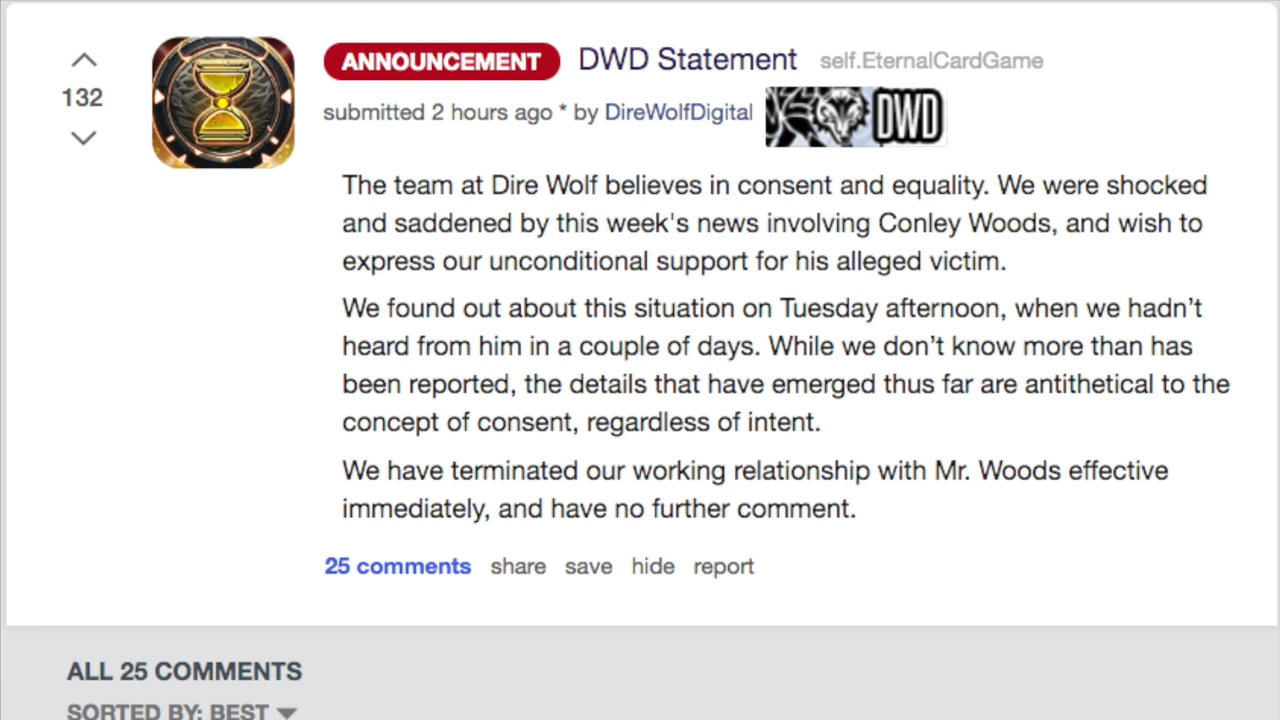 ANNOUNCEMENT DWD Statement self.EternalCardGame
132
submitted 2 hours ago * by DireWolfDigital DWD
The team at Dire Wolf believes in consent and equality. We were shocked
and saddened by this week's news involving Conley Woods, and wish to
express our unconditional support for his alleged victim.
We found out about this situation on Tuesday afternoon, when we hadn’t
heard from him in a couple of days. While we don’t know more than has
been reported, the details that have emerged thus far are antithetical to the
concept of consent, regardless of intent.
We have terminated our working relationship with Mr. Woods effective
immediately, and have no further comment.
25 comments share save hide report
ALL 25 COMMENTS
SORTED BY: BEST